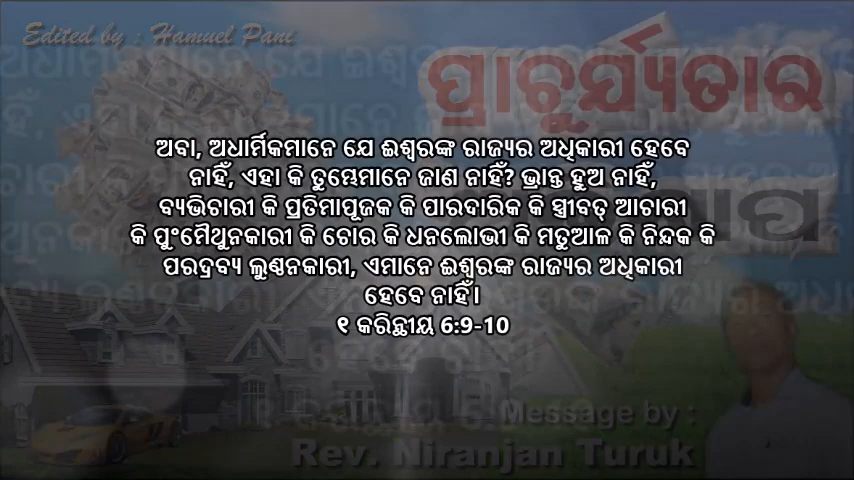 Edited by : Hamuel Pani
ପ୍ରାଚୁର୍ଯ୍ୟତାର
ଅବା, ଅଧାର୍ମିକମାନେ ଯେ ଈଶ୍ୱରଙ୍କ ରାଜ୍ୟର ଅଧିକାରୀ ହେବେ
ନାହିଁ, ଏହା କି ତୁମ୍ଭେମାନେ ଜାଣ ନାହିଁ? ଭ୍ରାନ୍ତ ହୁଅ ନାହିଁ,
ବ୍ୟଭିଚାରୀ କି ପ୍ରତିମାପୂଜକ କି ପାରଦାରିକ କି ସ୍ତ୍ରୀବତ୍ ଆଚାରୀ
କି ପୁଂମୈଥୁନକାରୀ କି ଚୋର କି ଧନଲୋଭୀ କି ମତୁଆଳ କି ନିନ୍ଦକ କି
ପରଦ୍ରବ୍ୟ ଲୁଣ୍ଠନକାରୀ, ଏମାନେ ଈଶ୍ୱରଙ୍କ ରାଜ୍ୟର ଅଧିକାରୀ
ହେବେ ନାହିଁ।
୧ କରିନ୍ଥୀୟ 6:9-10
Message by :
Rev. Niranjan Turuk